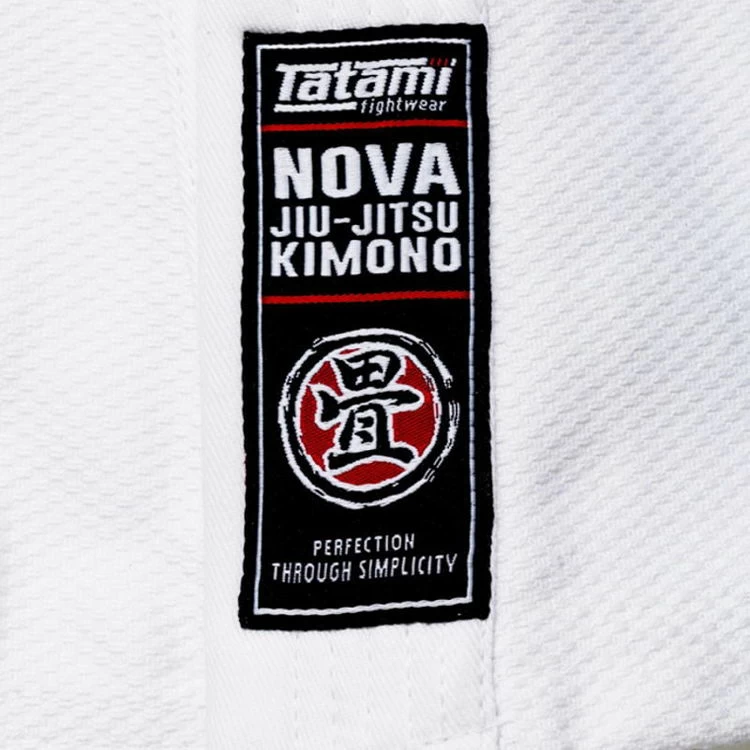 Tatami
fightwear
NOVA
JIU-JITSU
KIMONO
畳
PERFECTION
THROUGH SIMPLICITY